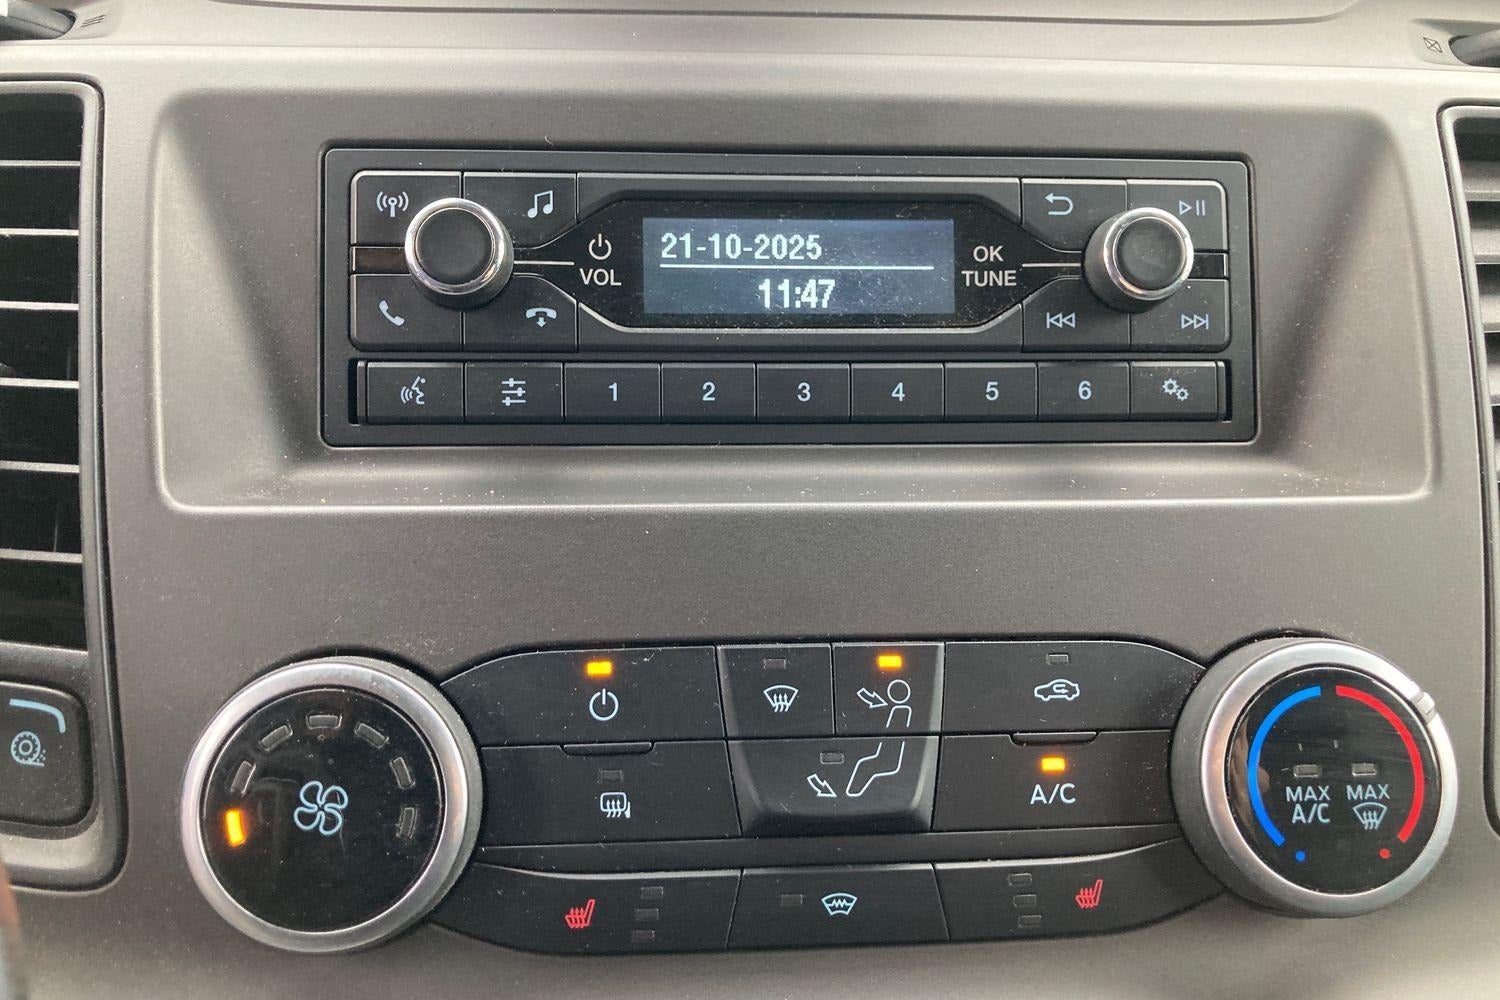 21-10-2025
11:47
VOL
OK
TUNE
1 2 3 4 5 6
A/C
MAX
A/C
MAX